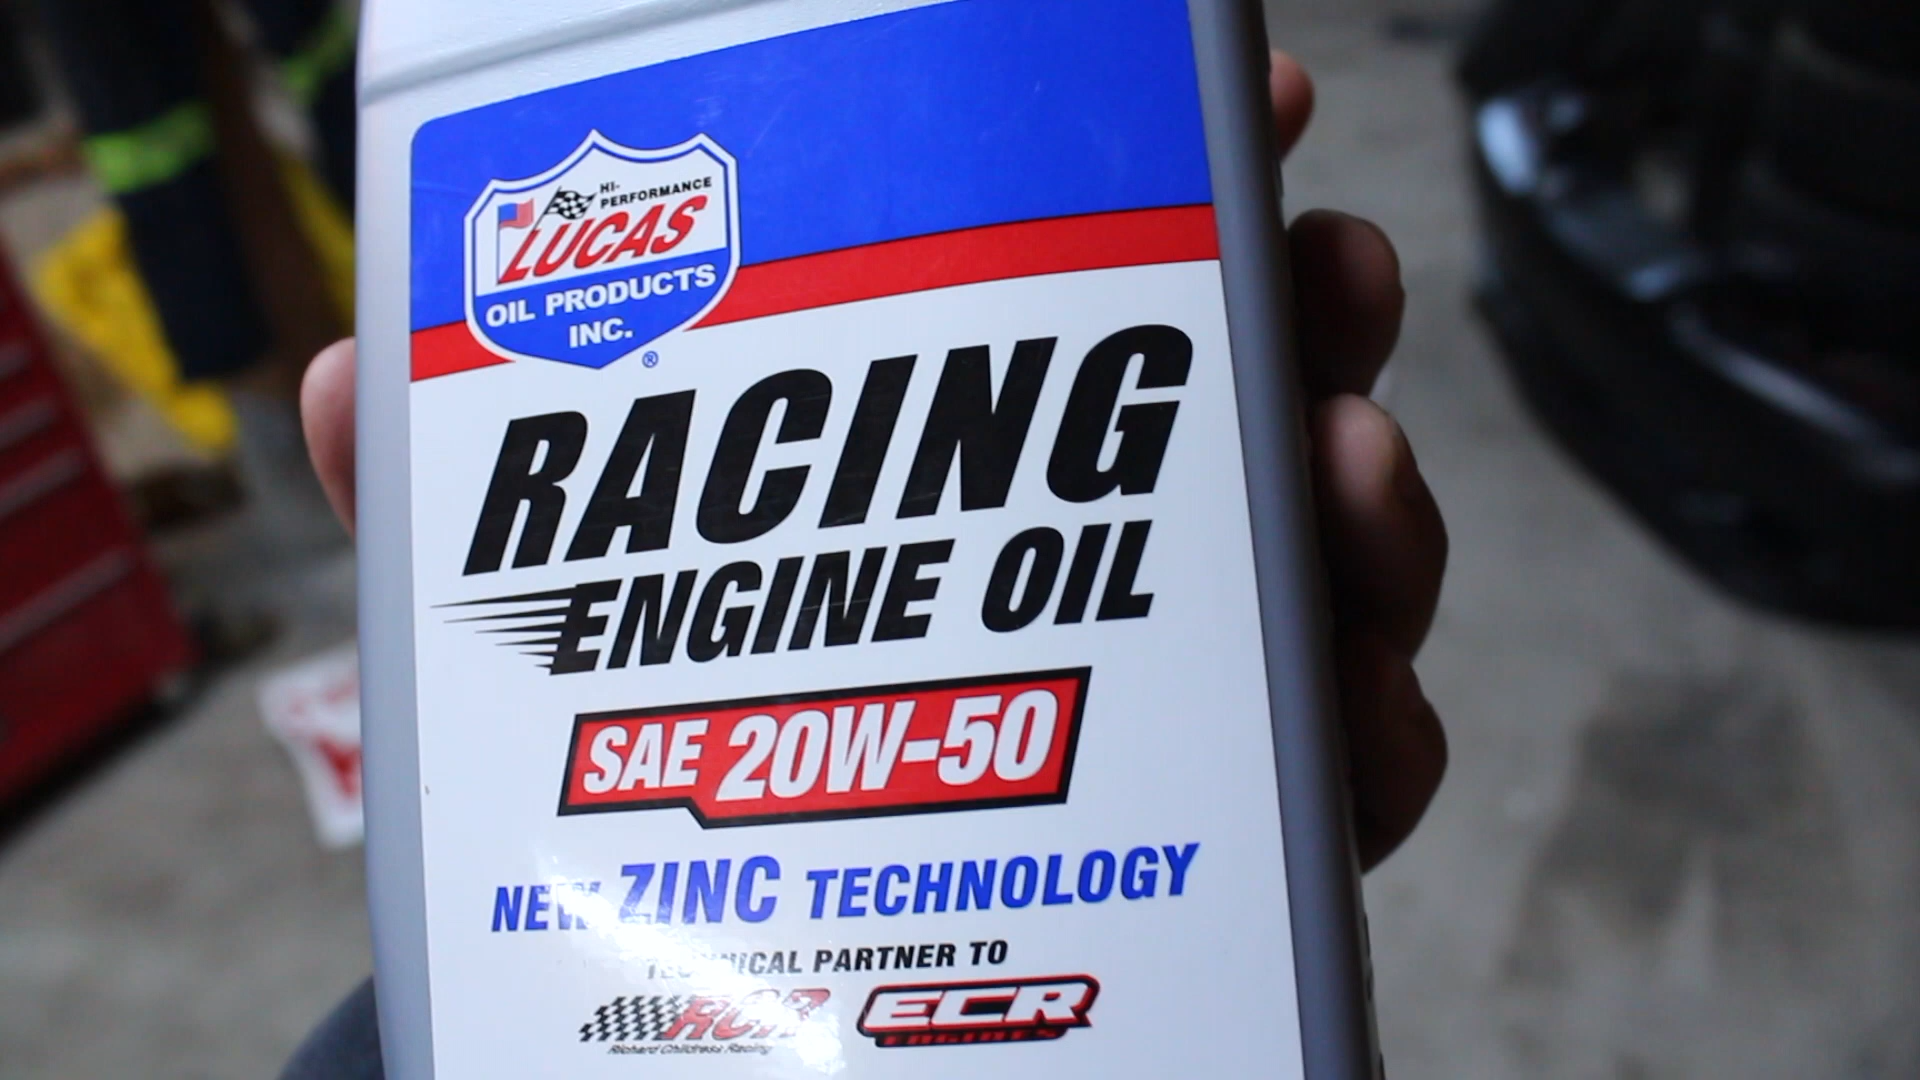 HI-
PERFORMANCE
LUCAS
OIL PRODUCTS
INC.
®
RACING
ENGINE OIL
SAE 20W-50
NEW ZINC TECHNOLOGY
TECHNICAL PARTNER TO
RCR ECR
Richard Childress Racing ENGINES